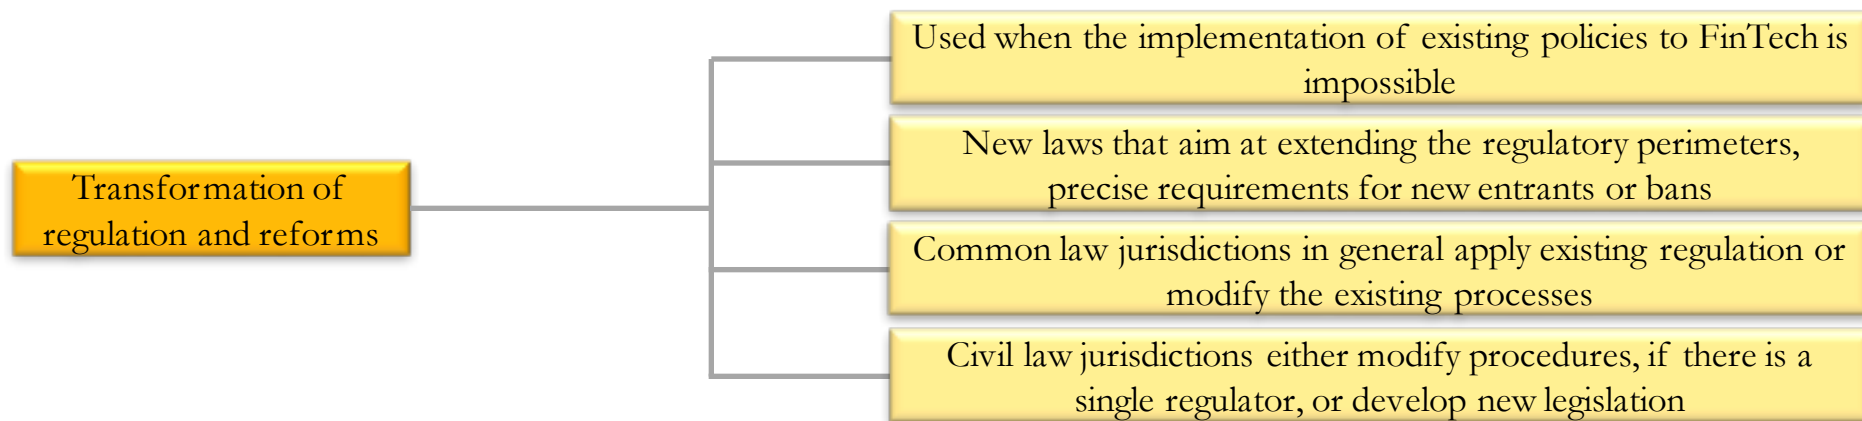 Transformation of
regulation and reforms
Used when the implementation of existing policies to FinTech is
impossible
New laws that aim at extending the regulatory perimeters,
precise requirements for new entrants or bans
Common law jurisdictions in general apply existing regulation or
modify the existing processes
Civil law jurisdictions either modify procedures, if there is a
single regulator, or develop new legislation